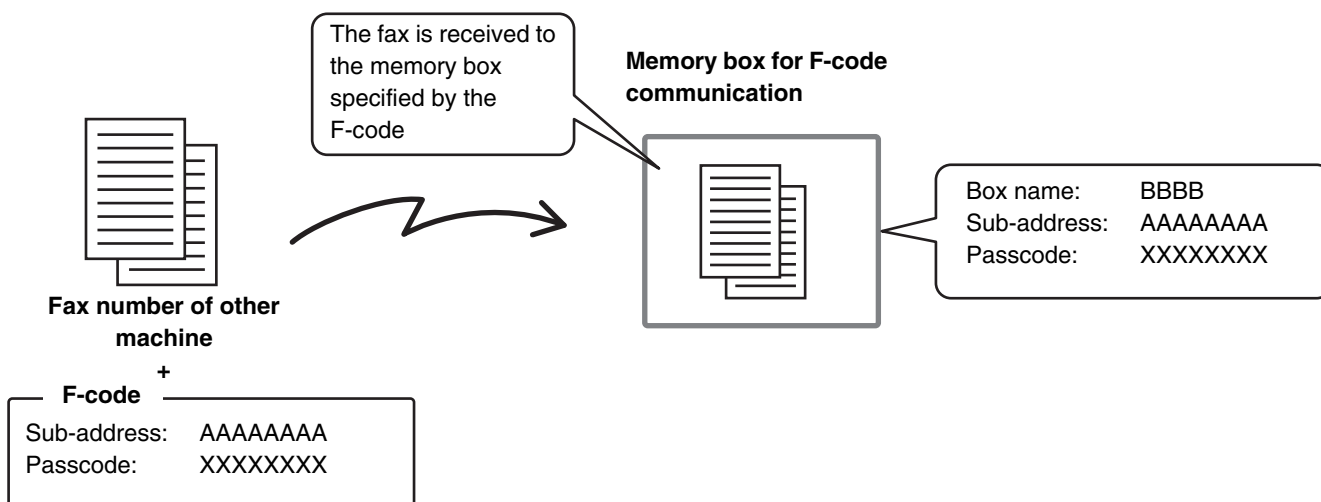 The fax is received to
the memory box
specified by the
F-code
Memory box for F-code
communication
Box name: BBBB
Sub-address: AAAAAAAA
Passcode: XXXXXXXX
Fax number of other
machine
+
F-code
Sub-address: AAAAAAAA
Passcode: XXXXXXXX